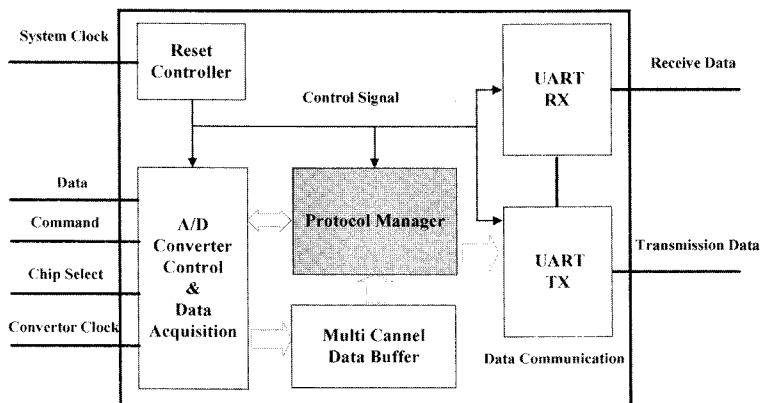 System Clock
Reset
Controller
Control Signal
UART
RX
Receive Data
Data
Command
Chip Select
Convertor Clock
A/D
Converter
Control
&
Data
Acquisition
Protocol Manager
Multi Cannel
Data Buffer
UART
TX
Transmission Data
Data Communication